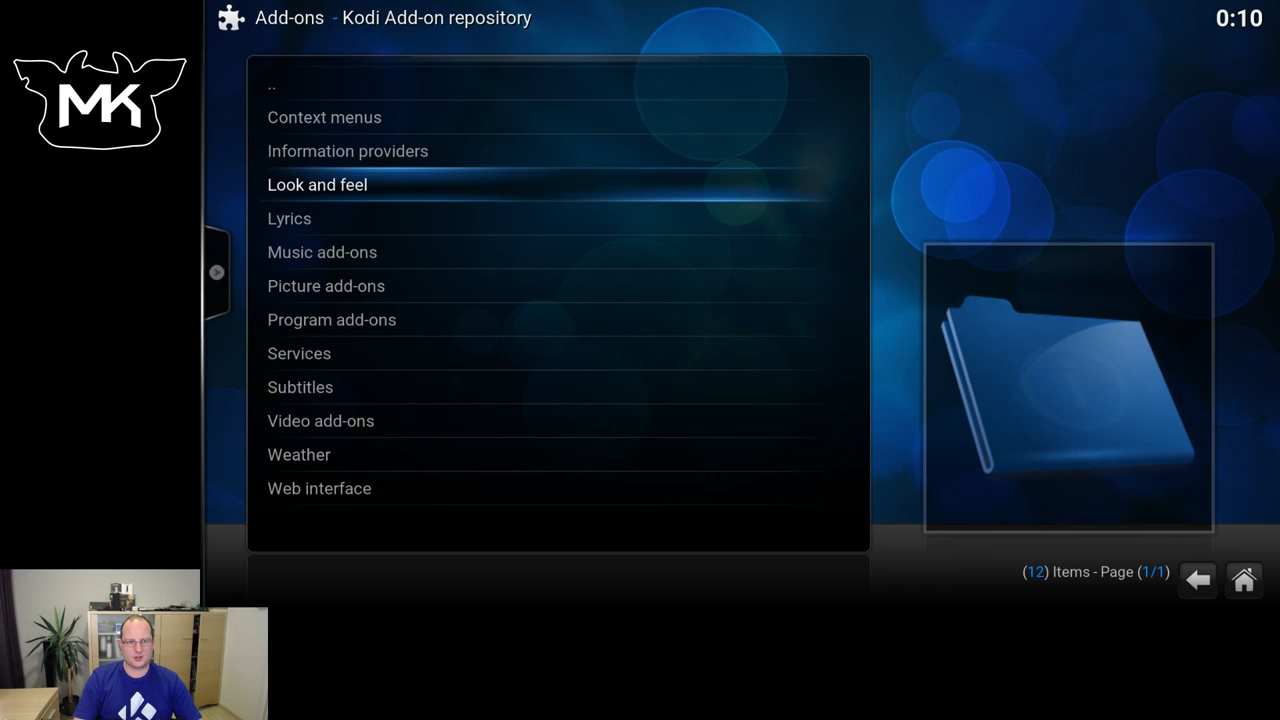 Add-ons - Kodi Add-on repository
0:10
MK
..
Context menus
Information providers
Look and feel
Lyrics
Music add-ons
Picture add-ons
Program add-ons
Services
Subtitles
Video add-ons
Weather
Web interface
(12) Items - Page (1/1)